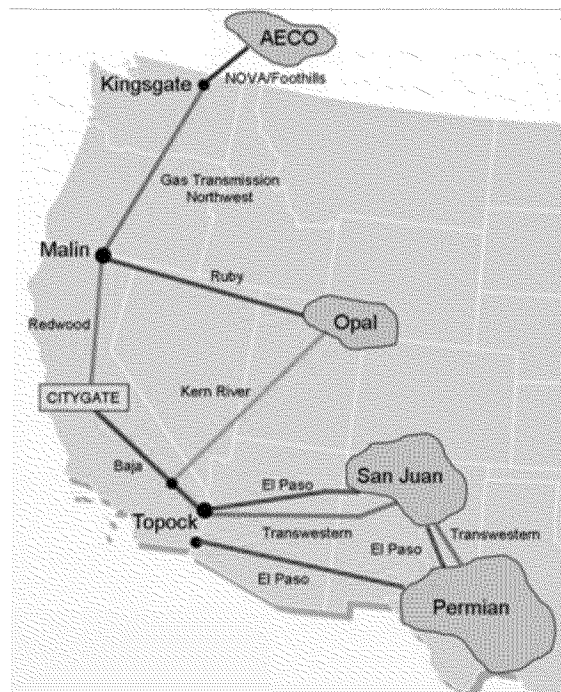 AECO
Kingsgate
NOVA/Foothills
Gas Transmission
Northwest
Malin
Ruby
Redwood
Opal
CITYGATE
Kern River
Baja
El Paso
San Juan
Topock
Transwestern
Transwestern
El Paso
El Paso
Permian